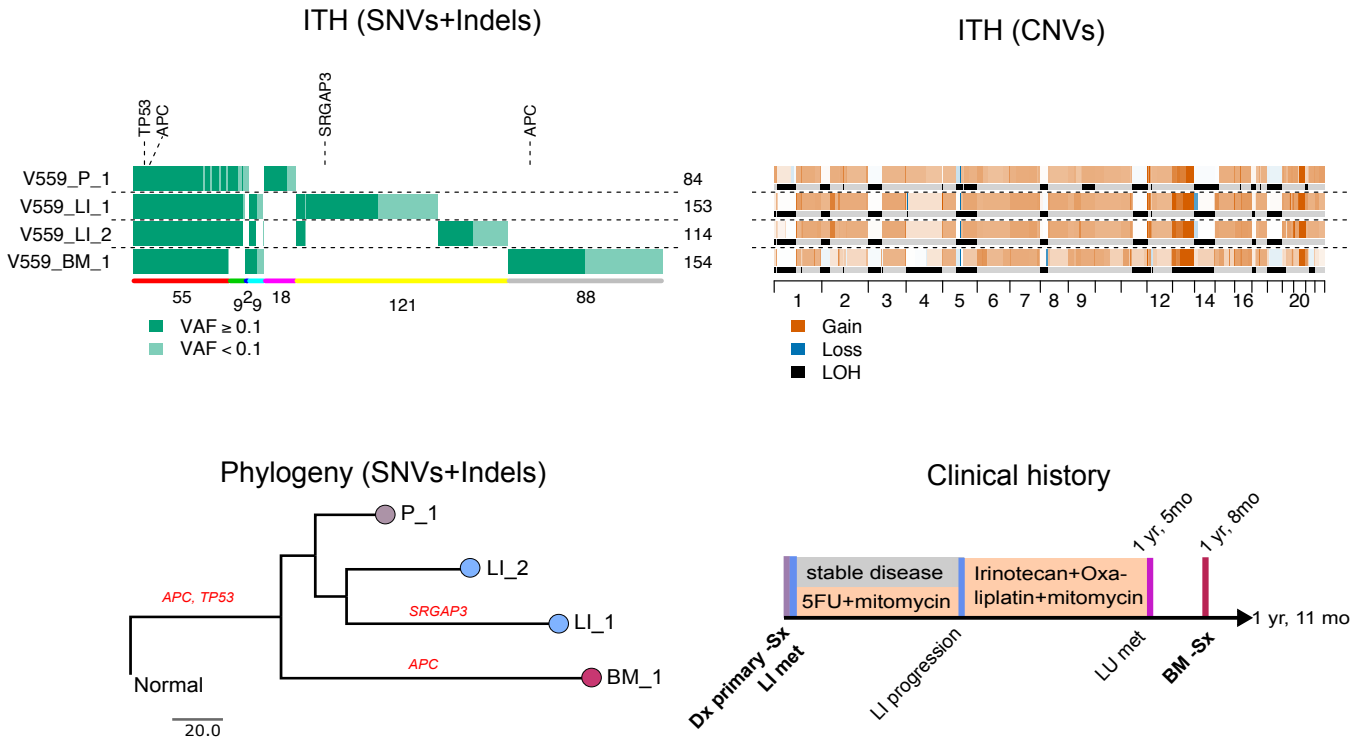 ITH (SNVs+Indels)
TP53
APC
SRGAP3
APC
V559_P_1
84
V559_LI_1
153
V559_LI_2
114
V559_BM_1
154
55
9
2
9
18
121
88
VAF ≥ 0.1
VAF < 0.1
ITH (CNVs)
1 2 3 4 5 6 7 8 9 12 14 16 20
Gain
Loss
LOH
Phylogeny (SNVs+Indels)
P_1
LI_2
APC, TP53
SRGAP3
LI_1
APC
BM_1
Normal
20.0
Clinical history
1 yr, 5mo
1 yr, 8mo
stable disease
5FU+mitomycin
Irinotecan+Oxa-
liplatin+mitomycin
1 yr, 11 mo
Dx primary -Sx
LI met
LI progression
LU met
BM -Sx